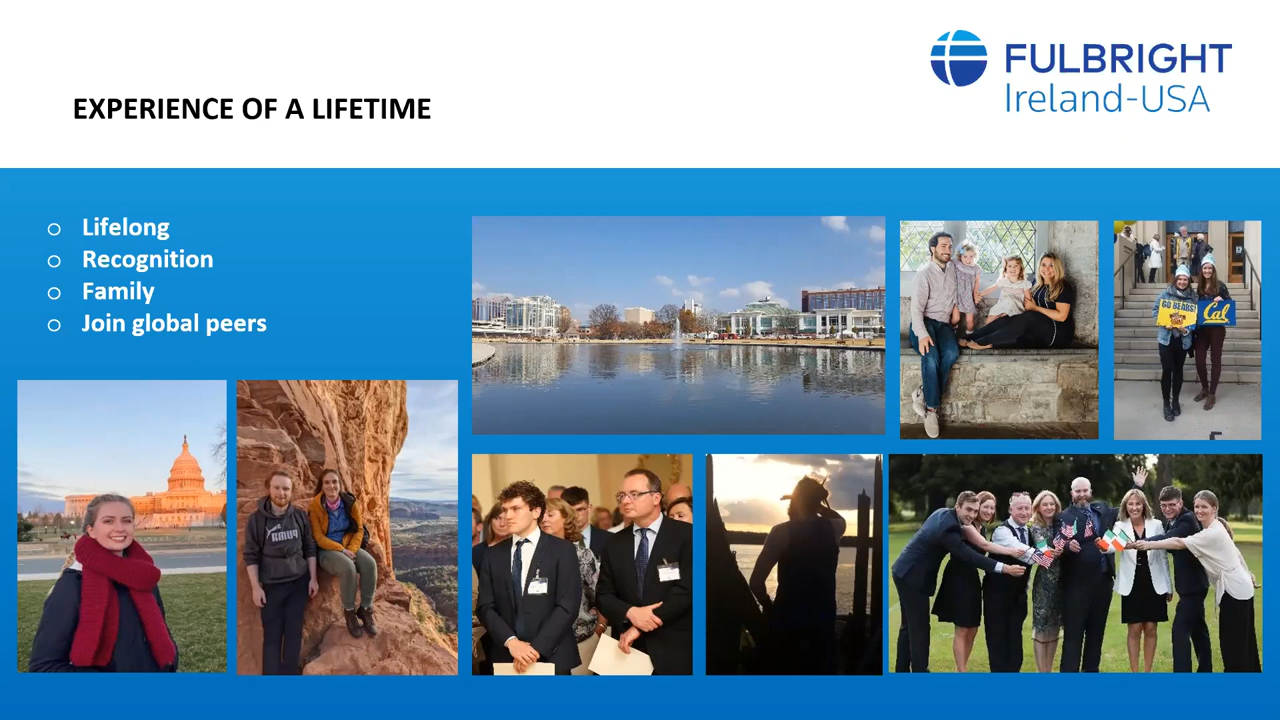 FULBRIGHT
Ireland-USA
EXPERIENCE OF A LIFETIME
Lifelong
Recognition
Family
Join global peers
GO BEARS!
Cal
PUMA